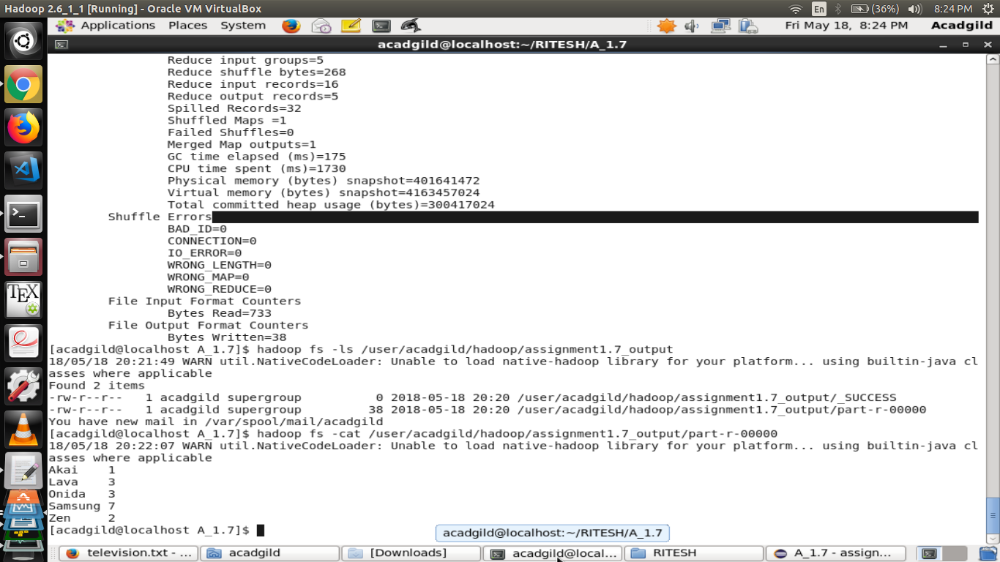 Hadoop 2.6_1_1 [Running] - Oracle VM VirtualBox
En
(36%)
8:24 PM
Applications Places System
Fri May 18, 8:24 PM
Acadgild
acadgild@localhost:~/RITESH/A_1.7
Reduce input groups=5
Reduce shuffle bytes=268
Reduce input records=16
Reduce output records=5
Spilled Records=32
Shuffled Maps =1
Failed Shuffles=0
Merged Map outputs=1
GC time elapsed (ms)=175
CPU time spent (ms)=1730
Physical memory (bytes) snapshot=401641472
Virtual memory (bytes) snapshot=4163457024
Total committed heap usage (bytes)=300417024
Shuffle Errors
BAD_ID=0
CONNECTION=0
IO_ERROR=0
WRONG_LENGTH=0
WRONG_MAP=0
WRONG_REDUCE=0
File Input Format Counters
Bytes Read=733
File Output Format Counters
Bytes Written=38
[acadgild@localhost A_1.7]$ hadoop fs -ls /user/acadgild/hadoop/assignment1.7_output
18/05/18 20:21:49 WARN util.NativeCodeLoader: Unable to load native-hadoop library for your platform... using builtin-java cl
asses where applicable
Found 2 items
-rw-r--r--   1 acadgild supergroup          0 2018-05-18 20:20 /user/acadgild/hadoop/assignment1.7_output/_SUCCESS
-rw-r--r--   1 acadgild supergroup         38 2018-05-18 20:20 /user/acadgild/hadoop/assignment1.7_output/part-r-00000
You have new mail in /var/spool/mail/acadgild
[acadgild@localhost A_1.7]$ hadoop fs -cat /user/acadgild/hadoop/assignment1.7_output/part-r-00000
18/05/18 20:22:07 WARN util.NativeCodeLoader: Unable to load native-hadoop library for your platform... using builtin-java cl
asses where applicable
Akai    1
Lava    3
Onida   3
Samsung 7
Zen     2
[acadgild@localhost A_1.7]$
acadgild@localhost:~/RITESH/A_1.7
TEX
television.txt - ...
acadgild
[Downloads]
acadgild@local...
RITESH
A_1.7 - assign...